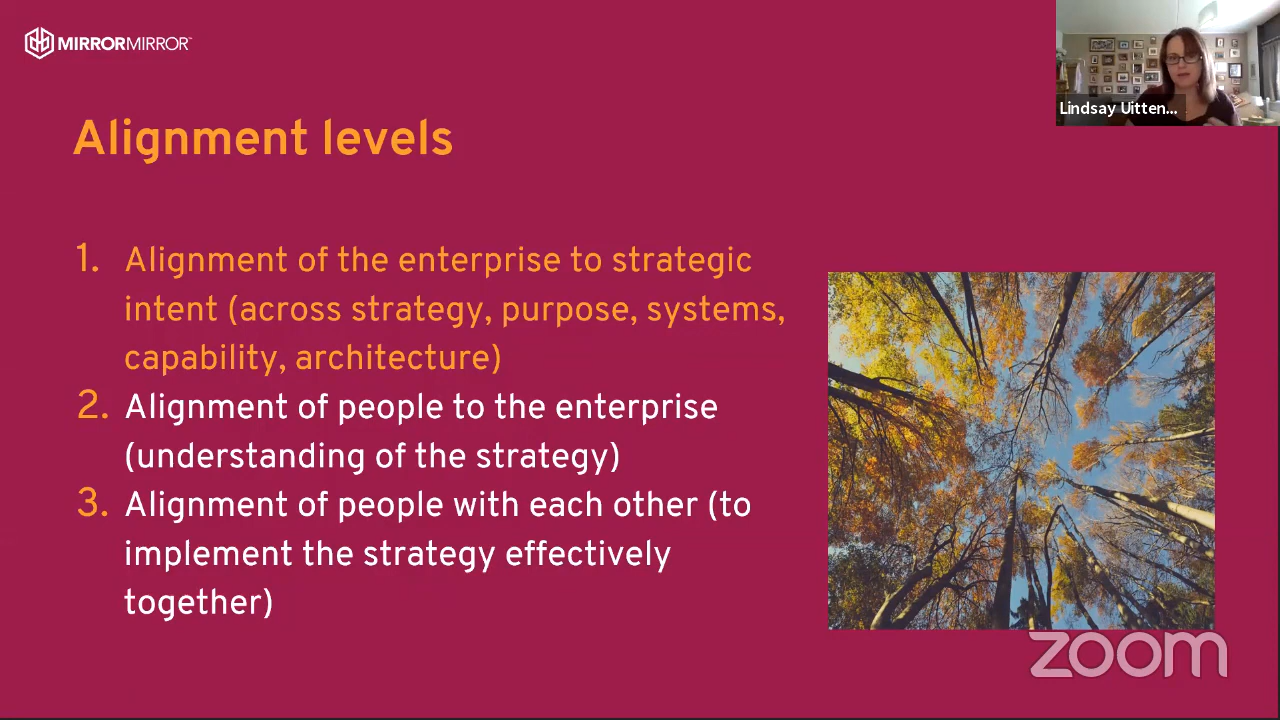 MIRRORMIRROR™
Lindsay Uitten...
Alignment levels
1. Alignment of the enterprise to strategic
intent (across strategy, purpose, systems,
capability, architecture)
2. Alignment of people to the enterprise
(understanding of the strategy)
3. Alignment of people with each other (to
implement the strategy effectively
together)
zoom